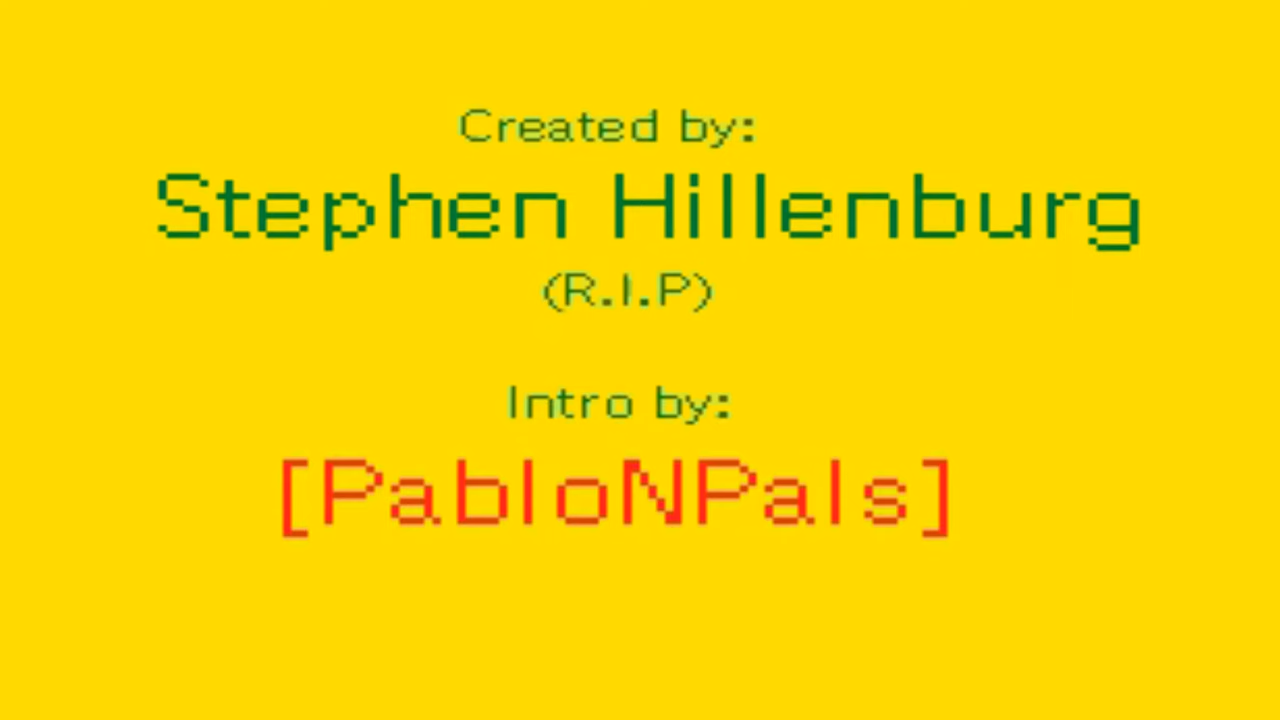 Created by:
Stephen Hillenburg
(R.I.P)
Intro by:
[PabloNPals]